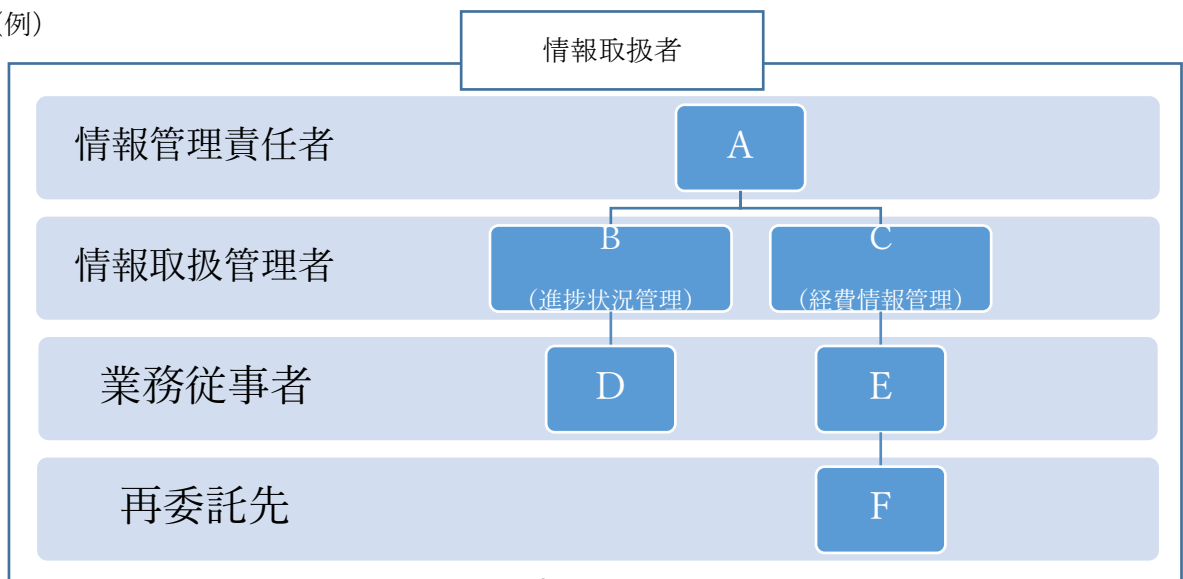 (例)
情報取扱者
情報管理責任者
A
情報取扱管理者
B
(進捗状況管理)
C
(経費情報管理)
業務従事者
D
E
再委託先
F